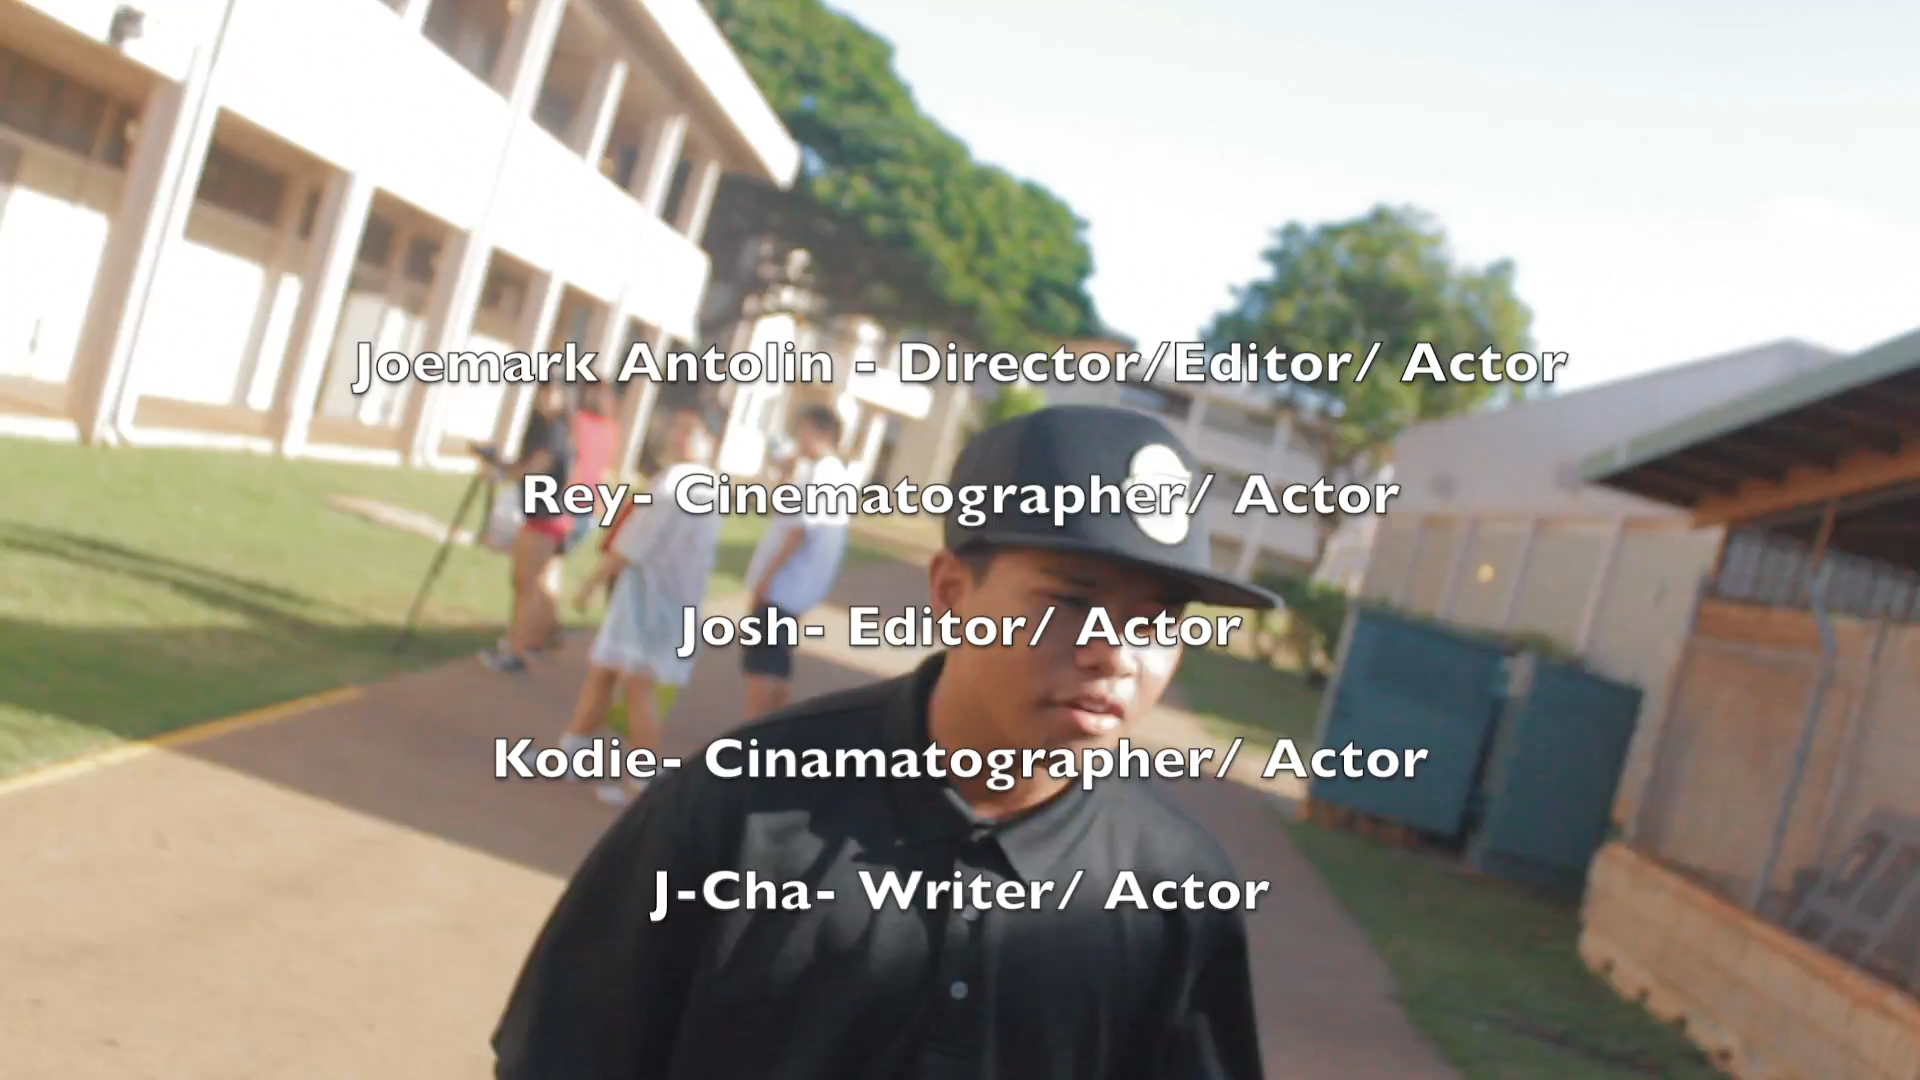 Joemark Antolin - Director/Editor/ Actor
Rey- Cinematographer/ Actor
Josh- Editor/ Actor
Kodie- Cinamatographer/ Actor
J-Cha- Writer/ Actor